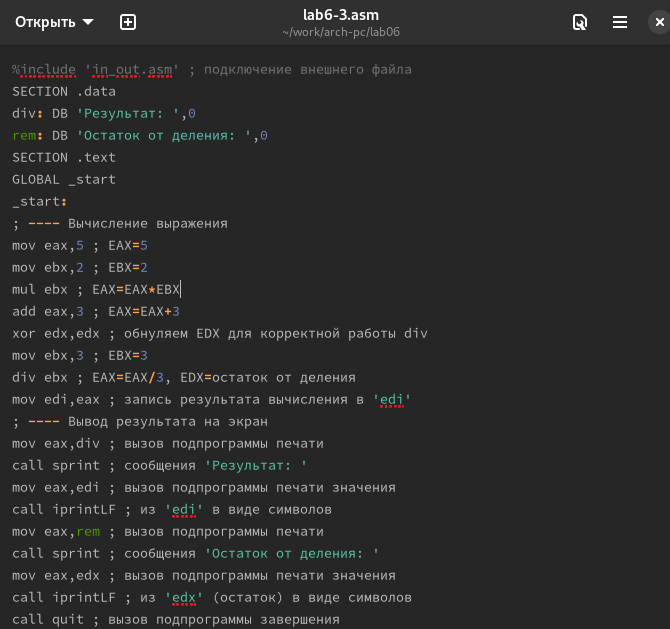 Открыть
lab6-3.asm
~/work/arch-pc/lab06
%include 'in_out.asm' ; подключение внешнего файла
SECTION .data
div: DB 'Результат: ',0
rem: DB 'Остаток от деления: ',0
SECTION .text
GLOBAL _start
_start:
; ---- Вычисление выражения
mov eax,5 ; EAX=5
mov ebx,2 ; EBX=2
mul ebx ; EAX=EAX*EBX
add eax,3 ; EAX=EAX+3
xor edx,edx ; обнуляем EDX для корректной работы div
mov ebx,3 ; EBX=3
div ebx ; EAX=EAX/3, EDX=остаток от деления
mov edi,eax ; запись результата вычисления в 'edi'
; ---- Вывод результата на экран
mov eax,div ; вызов подпрограммы печати
call sprint ; сообщения 'Результат: '
mov eax,edi ; вызов подпрограммы печати значения
call iprintLF ; из 'edi' в виде символов
mov eax,rem ; вызов подпрограммы печати
call sprint ; сообщения 'Остаток от деления: '
mov eax,edx ; вызов подпрограммы печати значения
call iprintLF ; из 'edx' (остаток) в виде символов
call quit ; вызов подпрограммы завершения